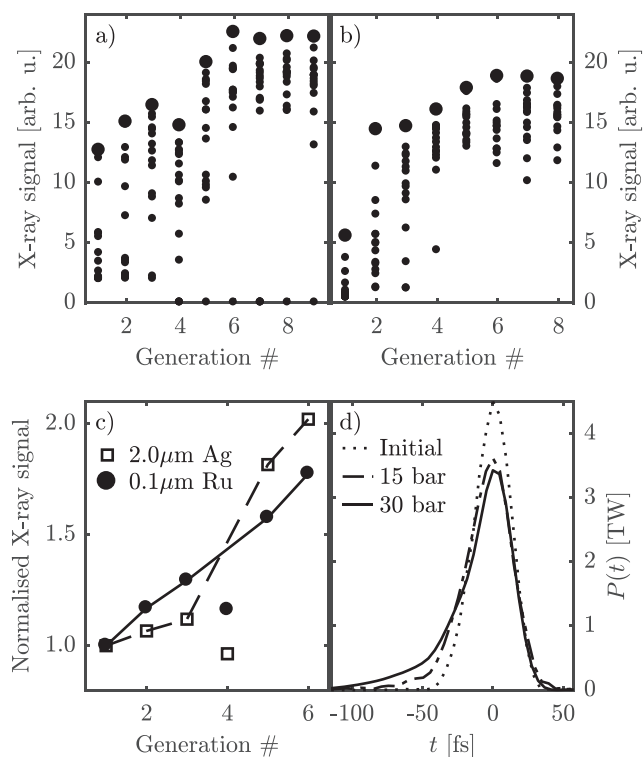 a)
X-ray signal [arb. u.]
20
15
10
5
0
2 4 6 8
Generation #
b)
X-ray signal [arb. u.]
20
15
10
5
0
2 4 6 8
Generation #
c)
Normalised X-ray signal
2.0
1.5
1.0
2 4 6
Generation #
2.0µm Ag
0.1µm Ru
d)
Initial
15 bar
30 bar
4
3
2
1
0
P(t) [TW]
-100 -50 0 50
t [fs]